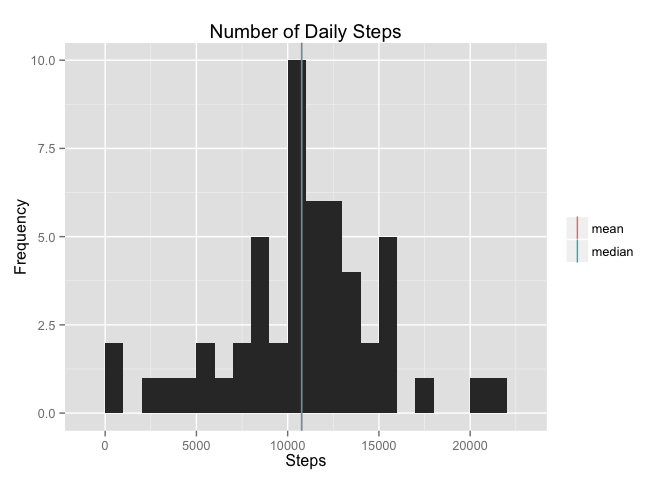 Number of Daily Steps
10.0
7.5
5.0
2.5
0.0
Frequency
0 5000 10000 15000 20000
Steps
mean
median